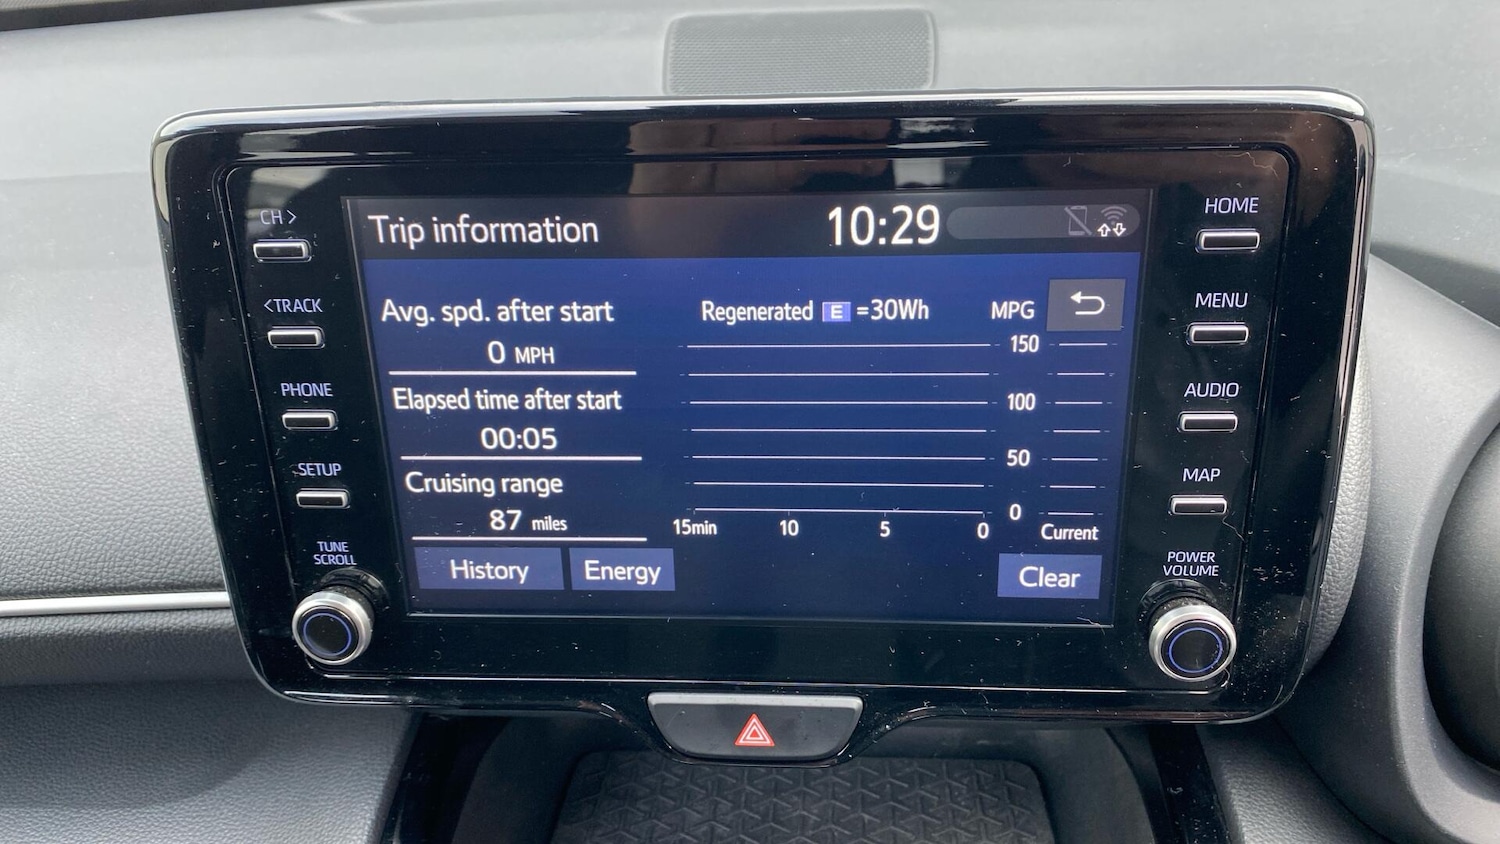 CH >
<TRACK
PHONE
SETUP
TUNE
SCROLL
Trip information
10:29
Avg. spd. after start
0 MPH
Elapsed time after start
00:05
Cruising range
87 miles
History
Energy
Regenerated E =30Wh
MPG
150
100
50
0
15min 10 5 0
Current
Clear
HOME
MENU
AUDIO
MAP
POWER
VOLUME